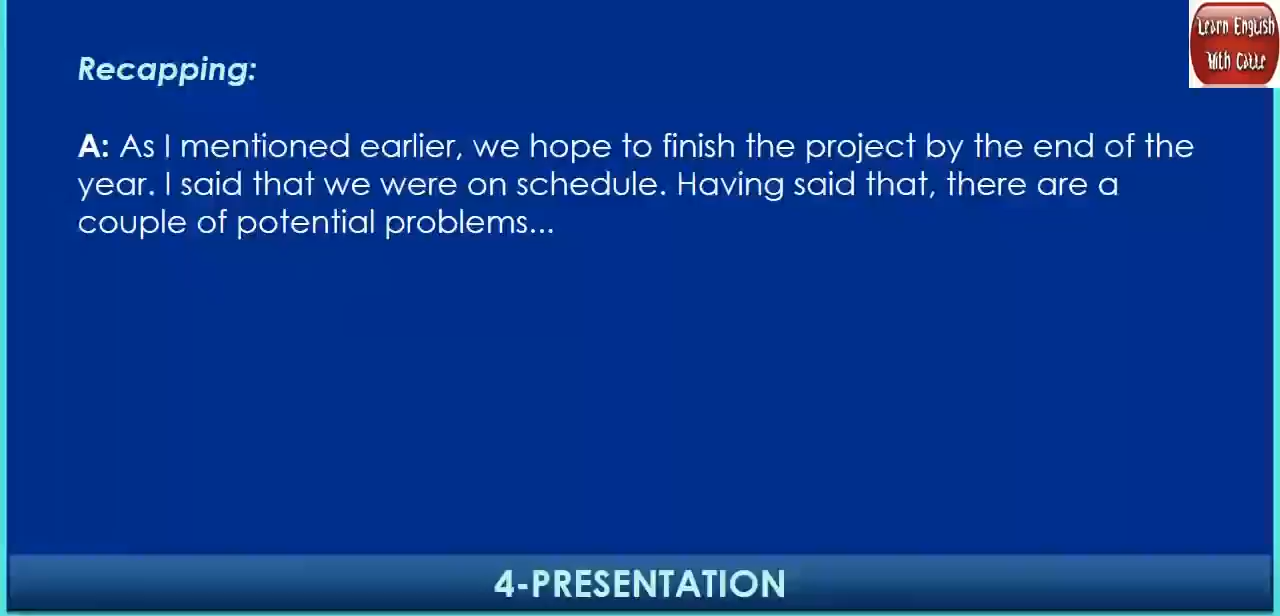 Learn English
With Cattr
Recapping:
A: As I mentioned earlier, we hope to finish the project by the end of the
year. I said that we were on schedule. Having said that, there are a
couple of potential problems...
4-PRESENTATION